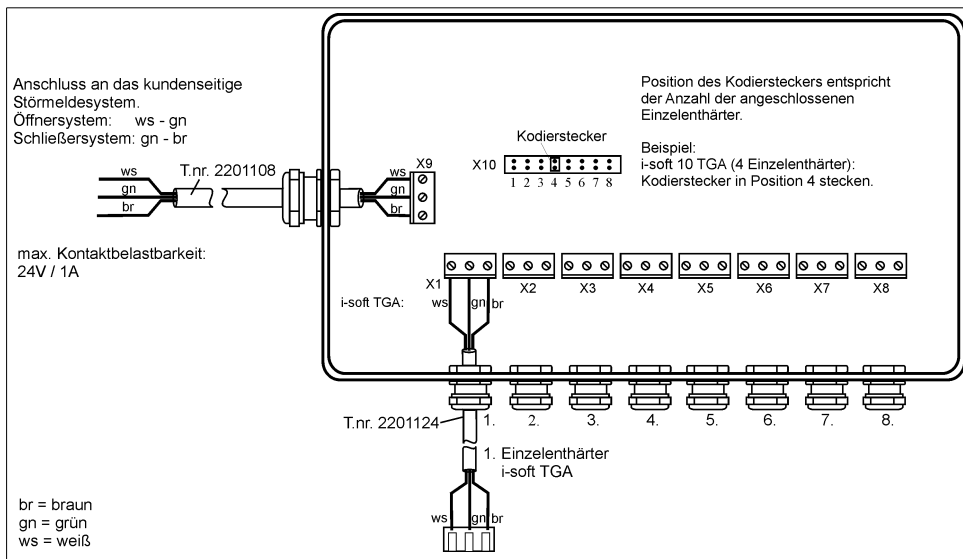 Anschluss an das kundenseitige
Störmeldesystem.
Öffnersystem: ws - gn
Schließersystem: gn - br
ws
gn
br
T.nr. 2201108
ws
gn
br
X9
max. Kontaktbelastbarkeit:
24V / 1A
Kodierstecker
X10
1 2 3 4 5 6 7 8
Position des Kodiersteckers entspricht
der Anzahl der angeschlossenen
Einzelenthärter.
Beispiel:
i-soft 10 TGA (4 Einzelenthärter):
Kodierstecker in Position 4 stecken.
X1 X2 X3 X4 X5 X6 X7 X8
i-soft TGA: ws gn br
T.nr. 2201124
1. 2. 3. 4. 5. 6. 7. 8.
1. Einzelenthärter
i-soft TGA
ws gn br
br = braun
gn = grün
ws = weiß